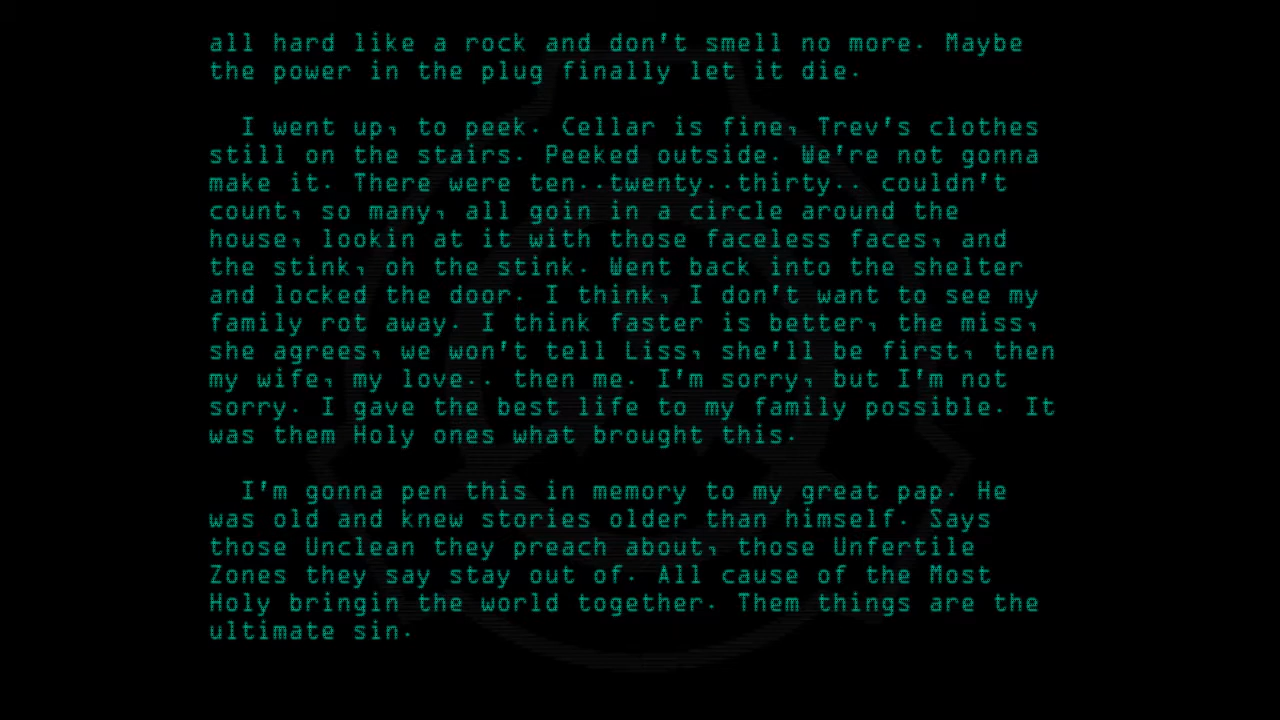 all hard like a rock and don't smell no more. Maybe
the power in the plug finally let it die.
I went up, to peek. Cellar is fine, Trev's clothes
still on the stairs. Peeked outside. We're not gonna
make it. There were ten..twenty..thirty.. couldn't
count, so many, all goin in a circle around the
house, lookin at it with those faceless faces, and
the stink, oh the stink. Went back into the shelter
and locked the door. I think, I don't want to see my
family rot away. I think faster is better, the miss,
she agrees, we won't tell Liss, she'll be first, then
my wife, my love.. then me. I'm sorry, but I'm not
sorry. I gave the best life to my family possible. It
was them Holy ones what brought this.
I'm gonna pen this in memory to my great pap. He
was old and knew stories older than himself. Says
those Unclean they preach about, those Unfertile
Zones they say stay out of. All cause of the Most
Holy bringin the world together. Them things are the
ultimate sin.